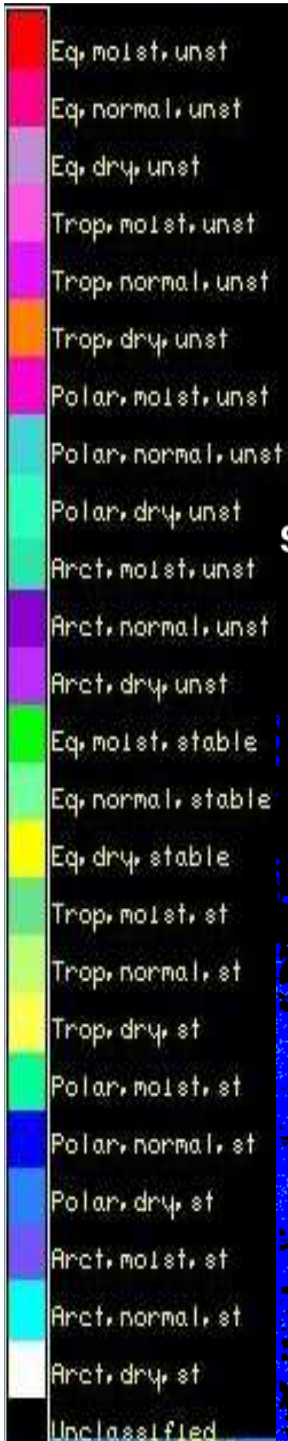 Eq,moist,unst
Eq,normal,unst
Eq,dry,unst
Trop,moist,unst
Trop,normal,unst
Trop,dry,unst
Polar,moist,unst
Polar,normal,unst
Polar,dry,unst
S
Arct,moist,unst
Arct,normal,unst
Arct,dry,unst
Eq,moist,stable
Eq,normal,stable
Eq,dry,stable
Trop,moist,st
Trop,normal,st
Trop,dry,st
Polar,moist,st
Polar,normal,st
Polar,dry,st
Arct,moist,st
Arct,normal,st
Arct,dry,st
Unclassified